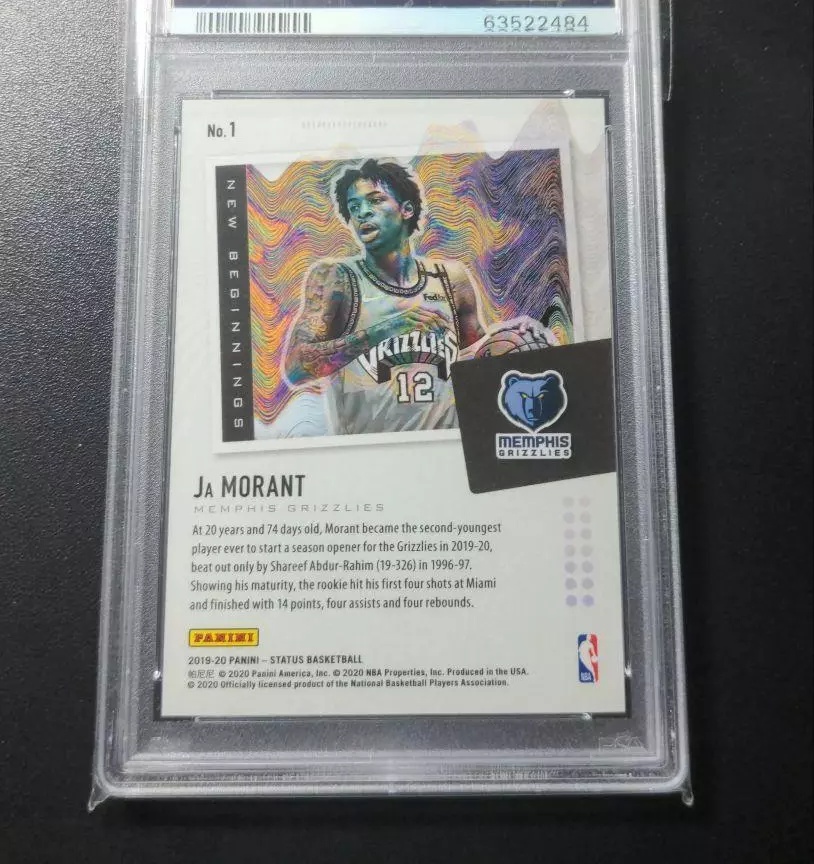 63522484
No. 1
NEW BEGINNINGS
FedEx
GRIZZLIES
12
MEMPHIS
GRIZZLIES
JA MORANT
MEMPHIS GRIZZLIES
At 20 years and 74 days old, Morant became the second-youngest
player ever to start a season opener for the Grizzlies in 2019-20,
beat out only by Shareef Abdur-Rahim (19-326) in 1996-97.
Showing his maturity, the rookie hit his first four shots at Miami
and finished with 14 points, four assists and four rebounds.
PANINI
2019-20 PANINI – STATUS BASKETBALL
帕尼尼 © 2020 Panini America, Inc. © 2020 NBA Properties, Inc. Produced in the USA.
© 2020 Officially licensed product of the National Basketball Players Association.
NBA
PSA